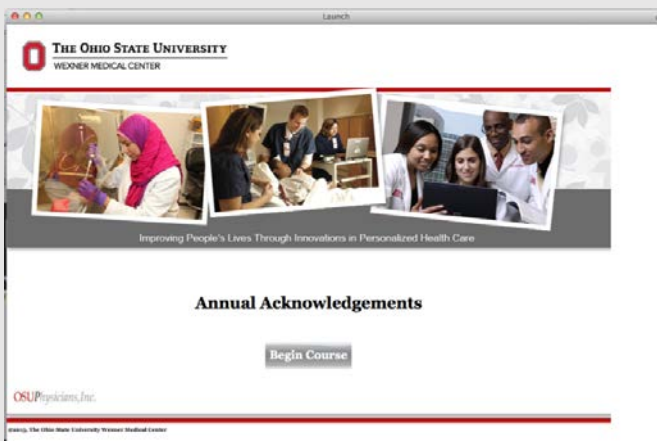 Launch
THE OHIO STATE UNIVERSITY
WEXNER MEDICAL CENTER
Improving People's Lives Through Innovations in Personalized Health Care
Annual Acknowledgements
Begin Course
OSUPhysicians, Inc.
©2013, The Ohio State University Wexner Medical Center